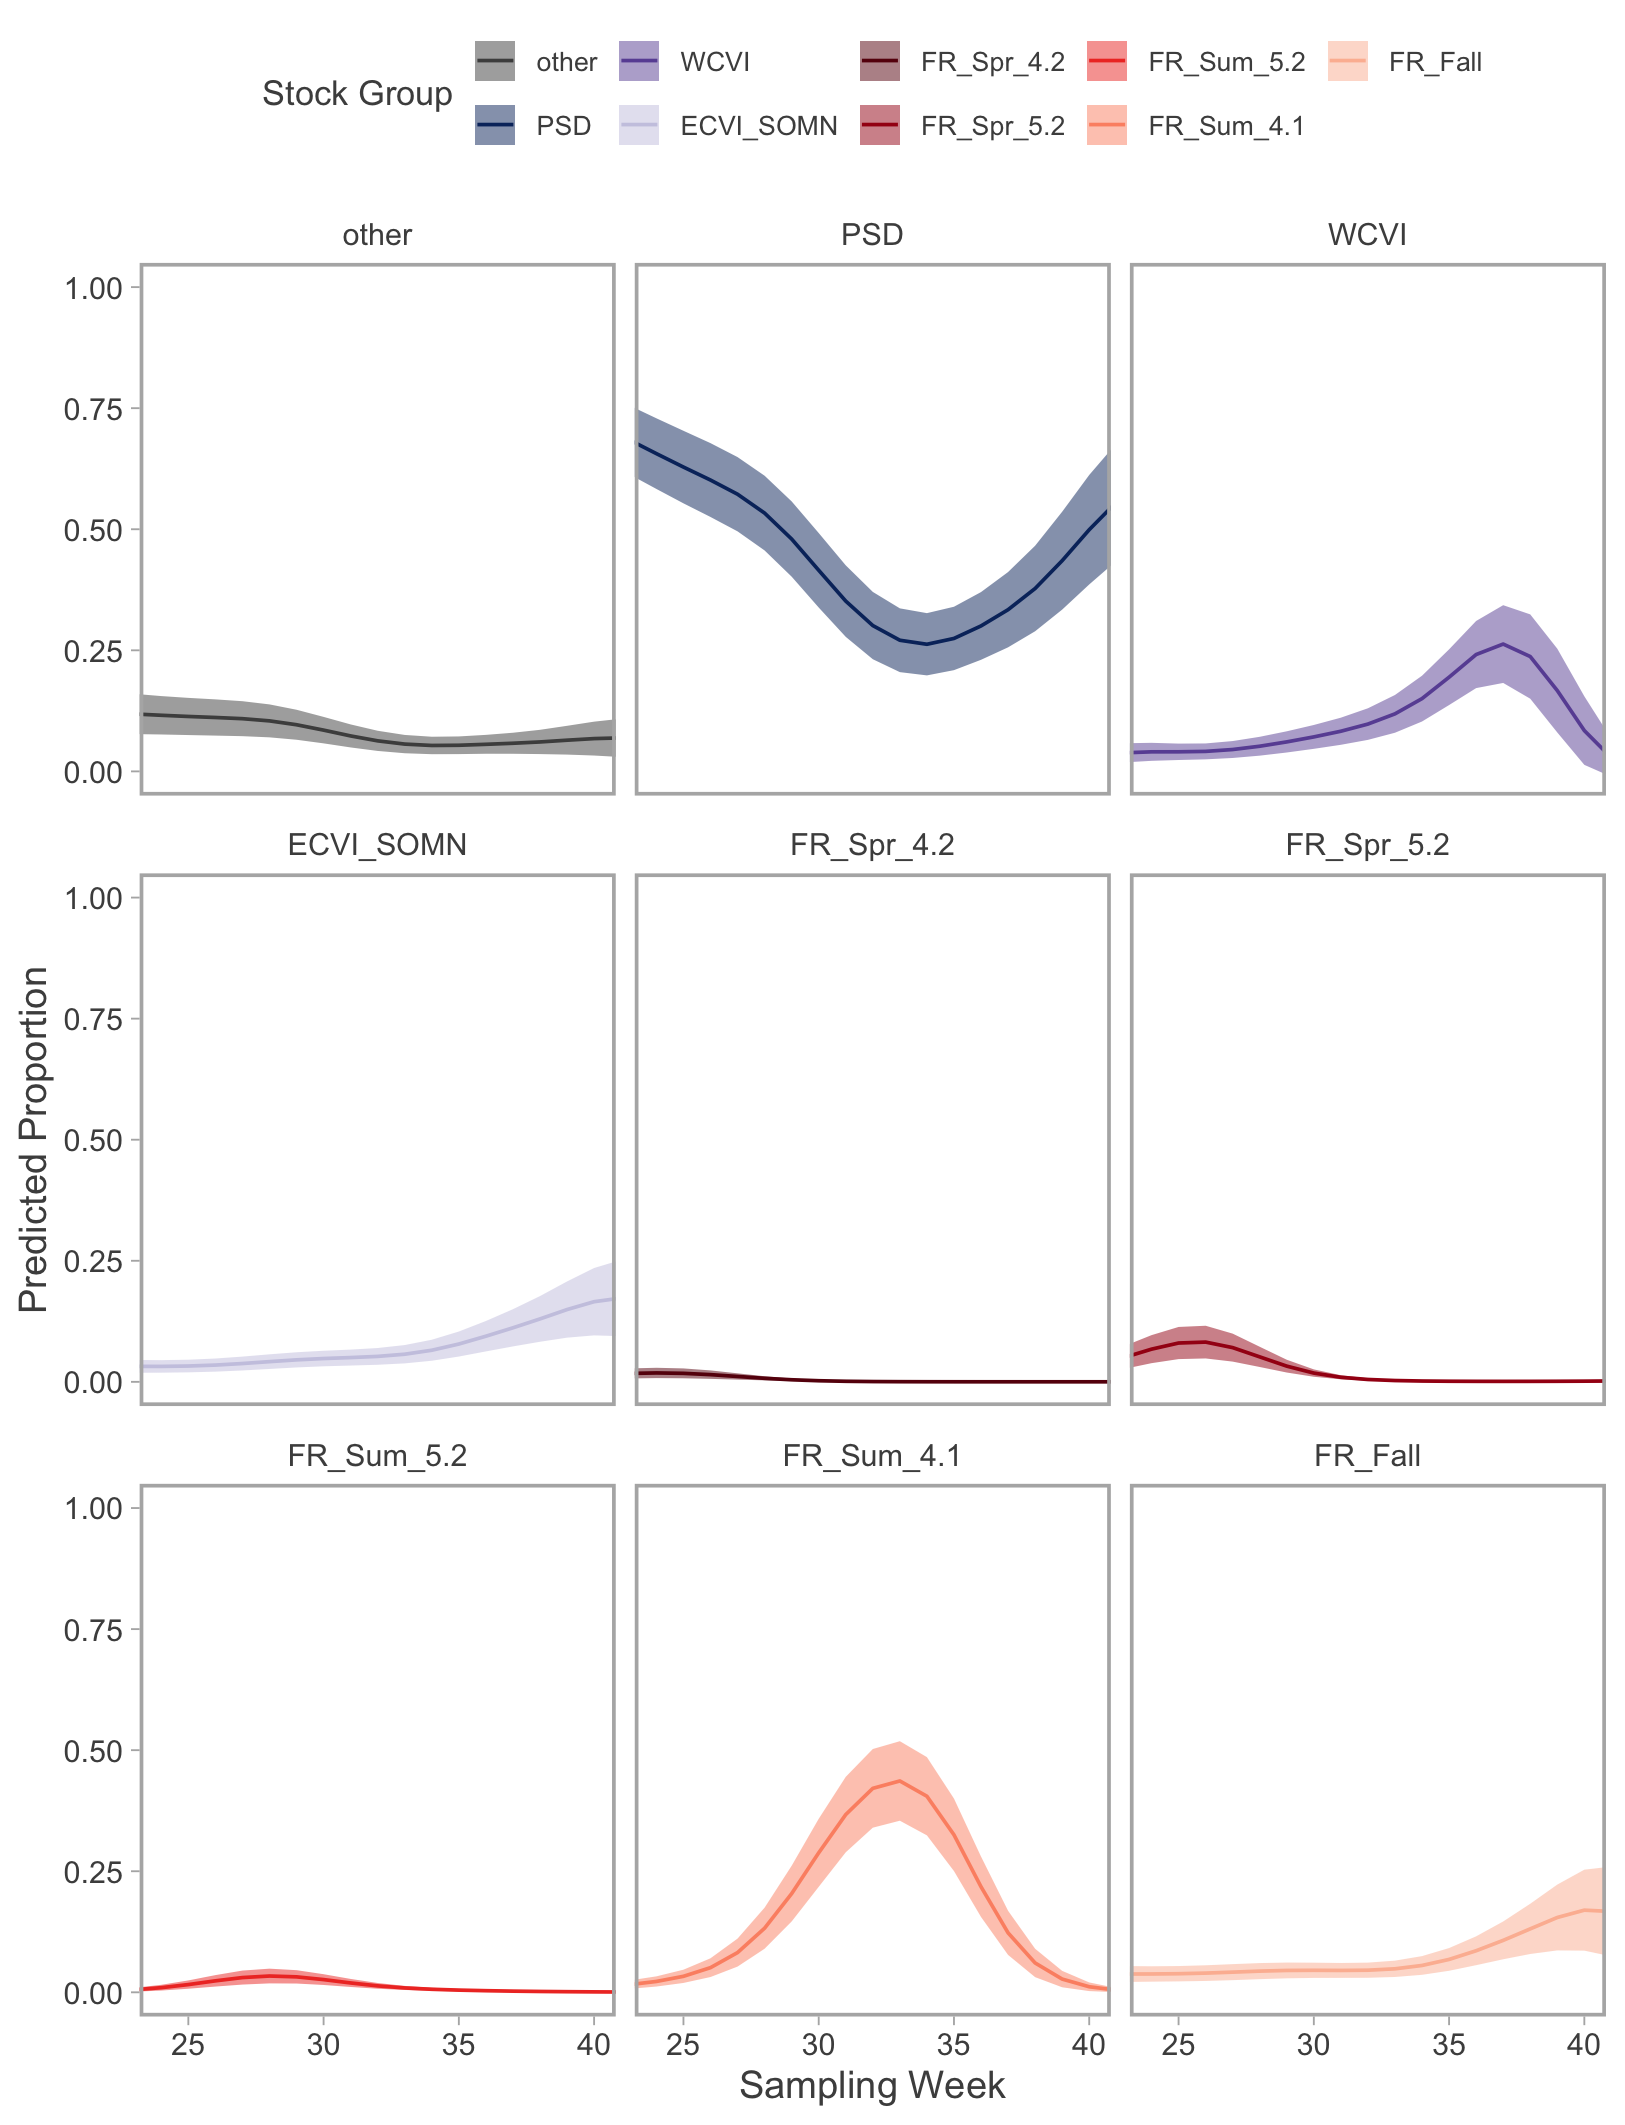 Stock Group
other WCVI FR_Spr_4.2 FR_Sum_5.2 FR_Fall
PSD ECVI_SOMN FR_Spr_5.2 FR_Sum_4.1
other PSD WCVI
1.00
0.75
0.50
0.25
0.00
ECVI_SOMN FR_Spr_4.2 FR_Spr_5.2
1.00
0.75
0.50
0.25
0.00
Predicted Proportion
FR_Sum_5.2 FR_Sum_4.1 FR_Fall
1.00
0.75
0.50
0.25
0.00
25 30 35 40 25 30 35 40 25 30 35 40
Sampling Week